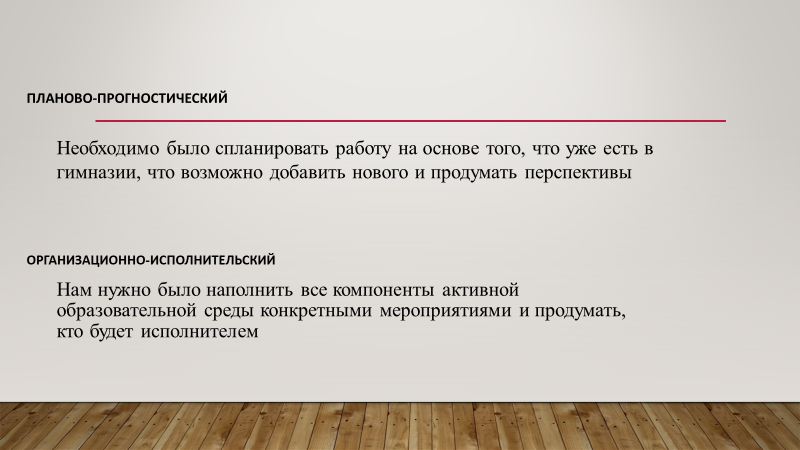 ПЛАНОВО-ПРОГНОСТИЧЕСКИЙ
Необходимо было спланировать работу на основе того, что уже есть в
гимназии, что возможно добавить нового и продумать перспективы
ОРГАНИЗАЦИОННО-ИСПОЛНИТЕЛЬСКИЙ
Нам нужно было наполнить все компоненты активной
образовательной среды конкретными мероприятиями и продумать,
кто будет исполнителем